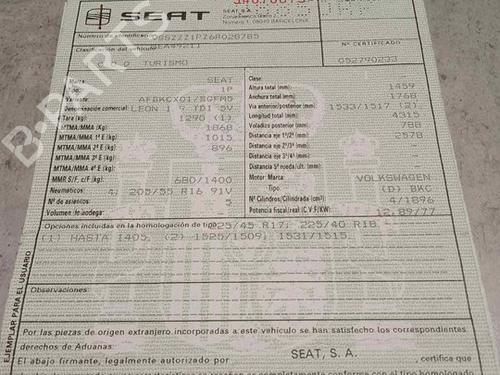 SEAT
SEAT, S.A.
Número de identificación VSSZZZ1PZ6R028785
Clasificación del vehículo
Nº CERTIFICADO
TURISMO
052790233
Marca SEAT
Tipo 1P
Variante
Denominación comercial LEON 1.9 TDI 5V
Tara (kg) 1290 (1)
MTMA/MMA (Kg) 1868
MTMA/MMA 1º E (kg) 1015
MTMA/MMA 2º E (kg) 896
MTMA/MMA 3º E (kg)
MTMA/MMA 4º E (kg)
MMR S/F, c/F (kg) 680/1400
Neumáticos 4, 205/55 R16 91V
Nº de asientos 5
Volumen de bodega
Clase:
Altura total (mm) 1459
Anchura total (mm) 1768
Vía anterior/posterior (mm) 1533/1517 (2)
Longitud total (mm) 4315
Voladizo posterior (mm) 788
Distancia eje 1º/2º (mm) 2578
Distancia eje 2º/3º (mm)
Distancia eje 3º/4º (mm)
Distancia 5ª rueda/ult. (mm)
Motor: Marca VOLKSWAGEN
Tipo (D) BKC
Nº Cilindros/Cilindrada (cm³) 4/1896
Potencia fiscal/real (C.V.F/KW) 12,89/77
Opciones incluidas en la homologación de tipo 225/45 R17; 225/40 R18.
(1) HASTA 1405. (2) 1525/1509; 1531/1515.
Observaciones:
EJEMPLAR PARA EL USUARIO
Por las piezas de origen extranjero incorporadas a este vehículo se han satisfecho los correspondientes
derechos de Aduanas:
El abajo firmante, legalmente autorizado por SEAT, S.A. , certifica que